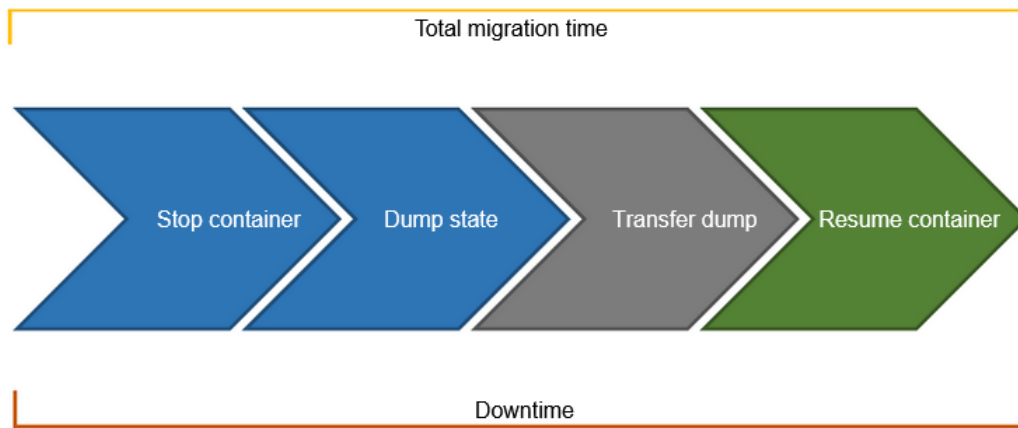 Total migration time
Stop container
Dump state
Transfer dump
Resume container
Downtime